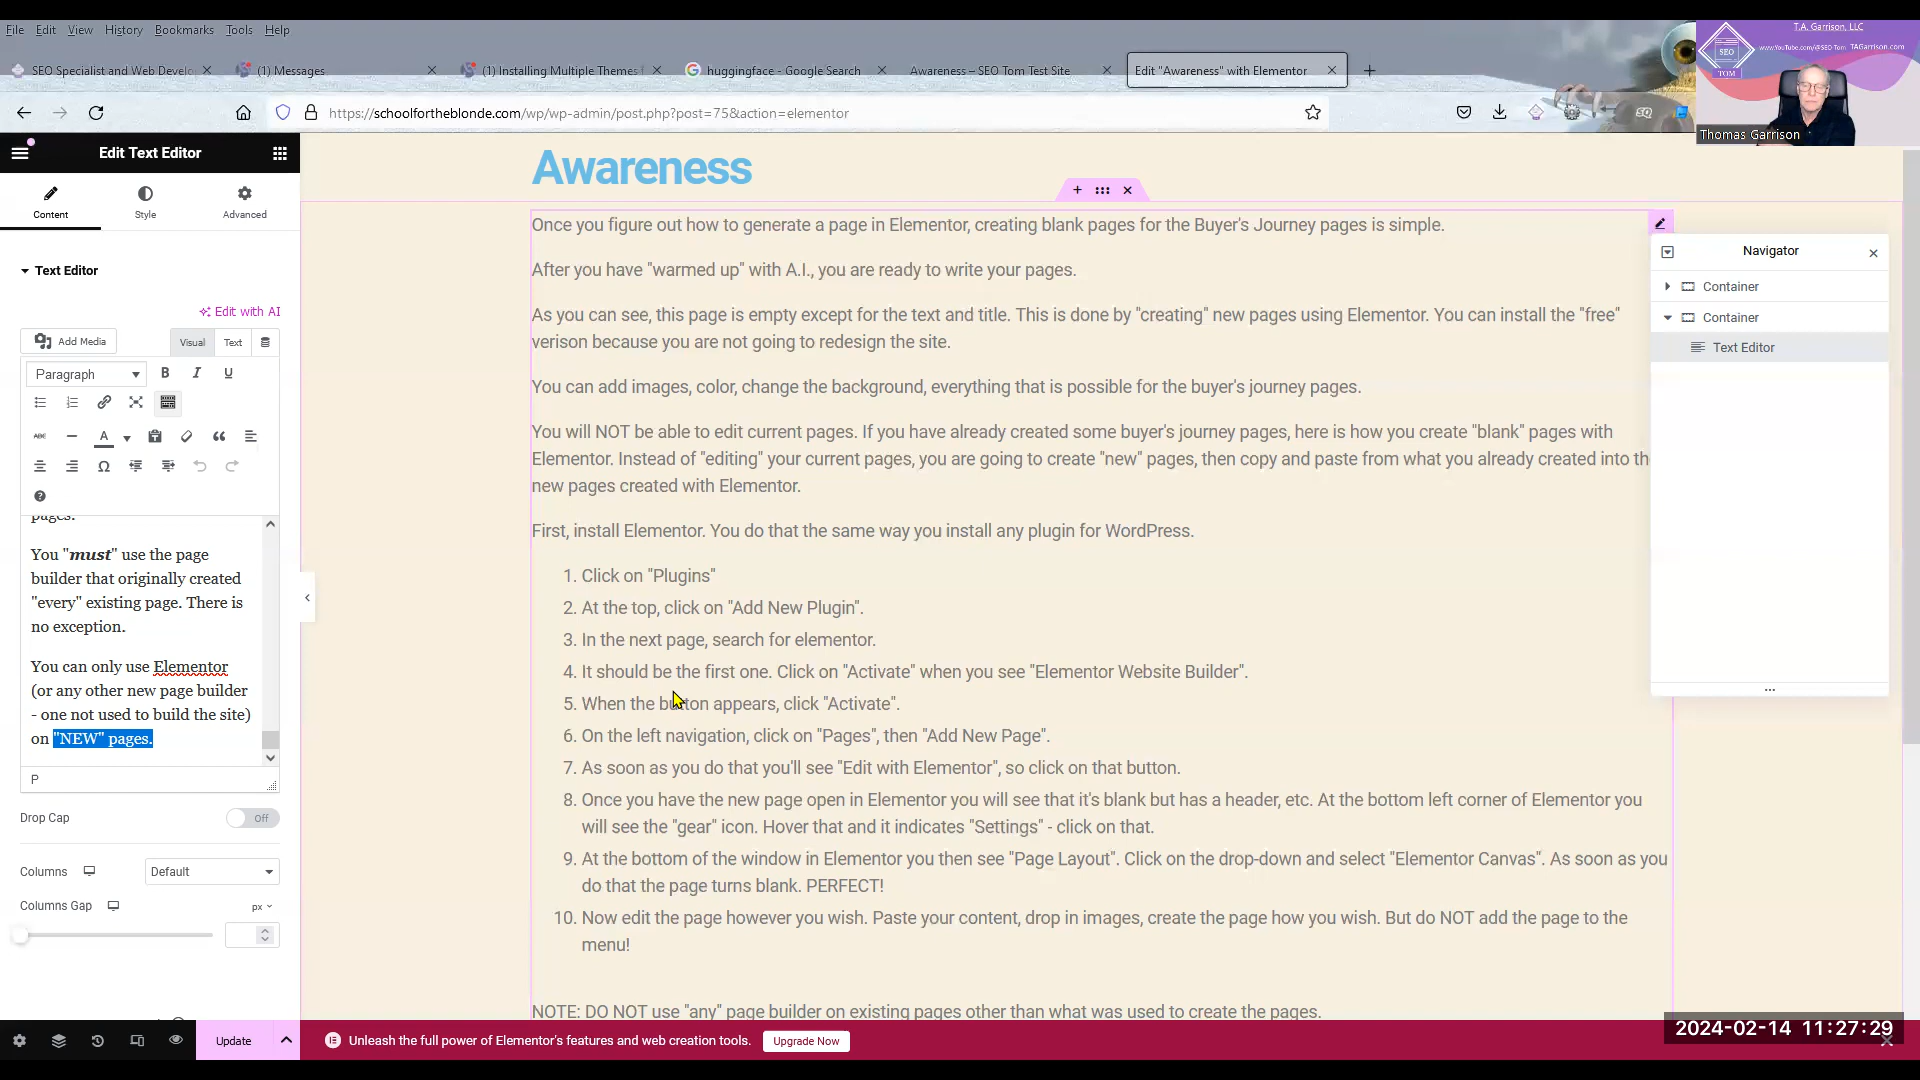 File Edit View History Bookmarks Tools Help
SEO Specialist and Web Develo
(1) Messages
(1) Installing Multiple Themes
huggingface - Google Search
Awareness – SEO Tom Test Site
Edit "Awareness" with Elementor
https://schoolfortheblonde.com/wp/wp-admin/post.php?post=75&action=elementor
T.A. Garrison, LLC
www.YouTube.com/@SEO-Tom TAGarrison.com
SEO
TOM
Thomas Garrison
Edit Text Editor
Content Style Advanced
Text Editor
Edit with AI
Add Media Visual Text
Paragraph B I U
ABC A
pages.
You "must" use the page
builder that originally created
"every" existing page. There is
no exception.
You can only use Elementor
(or any other new page builder
- one not used to build the site)
on "NEW" pages.
P
Drop Cap Off
Columns Default
Columns Gap px
Update
Awareness
Once you figure out how to generate a page in Elementor, creating blank pages for the Buyer's Journey pages is simple.
After you have "warmed up" with A.I., you are ready to write your pages.
As you can see, this page is empty except for the text and title. This is done by "creating" new pages using Elementor. You can install the "free"
verison because you are not going to redesign the site.
You can add images, color, change the background, everything that is possible for the buyer's journey pages.
You will NOT be able to edit current pages. If you have already created some buyer's journey pages, here is how you create "blank" pages with
Elementor. Instead of "editing" your current pages, you are going to create "new" pages, then copy and paste from what you already created into th
new pages created with Elementor.
First, install Elementor. You do that the same way you install any plugin for WordPress.
1. Click on "Plugins"
2. At the top, click on "Add New Plugin".
3. In the next page, search for elementor.
4. It should be the first one. Click on "Activate" when you see "Elementor Website Builder".
5. When the button appears, click "Activate".
6. On the left navigation, click on "Pages", then "Add New Page".
7. As soon as you do that you'll see "Edit with Elementor", so click on that button.
8. Once you have the new page open in Elementor you will see that it's blank but has a header, etc. At the bottom left corner of Elementor you
will see the "gear" icon. Hover that and it indicates "Settings" - click on that.
9. At the bottom of the window in Elementor you then see "Page Layout". Click on the drop-down and select "Elementor Canvas". As soon as you
do that the page turns blank. PERFECT!
10. Now edit the page however you wish. Paste your content, drop in images, create the page how you wish. But do NOT add the page to the
menu!
NOTE: DO NOT use "any" page builder on existing pages other than what was used to create the pages.
Navigator
Container
Container
Text Editor
Unleash the full power of Elementor's features and web creation tools. Upgrade Now
2024-02-14 11:27:29